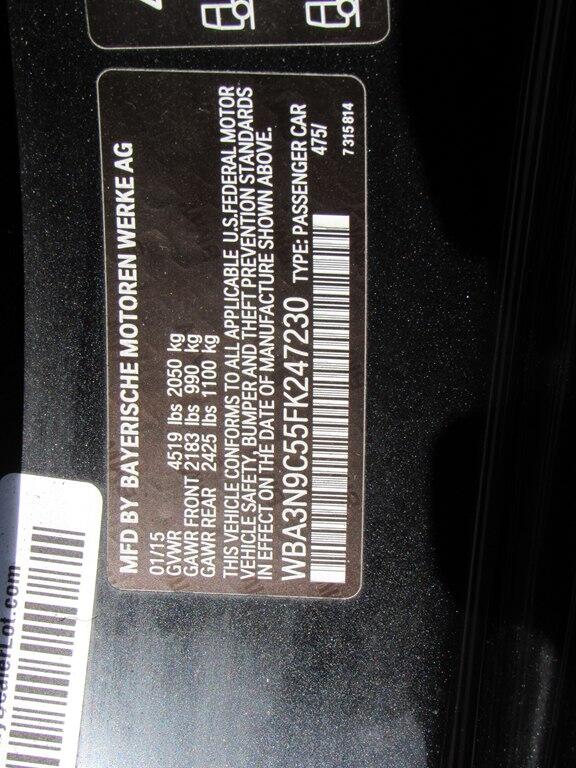 MFD BY BAYERISCHE MOTOREN WERKE AG
01/15
GVWR 4519 lbs 2050 kg
GAWR FRONT 2183 lbs 990 kg
GAWR REAR 2425 lbs 1100 kg
THIS VEHICLE CONFORMS TO ALL APPLICABLE U.S.FEDERAL MOTOR
VEHICLE SAFETY, BUMPER AND THEFT PREVENTION STANDARDS
IN EFFECT ON THE DATE OF MANUFACTURE SHOWN ABOVE.
WBA3N9C55FK247230 TYPE: PASSENGER CAR
475/
7315814